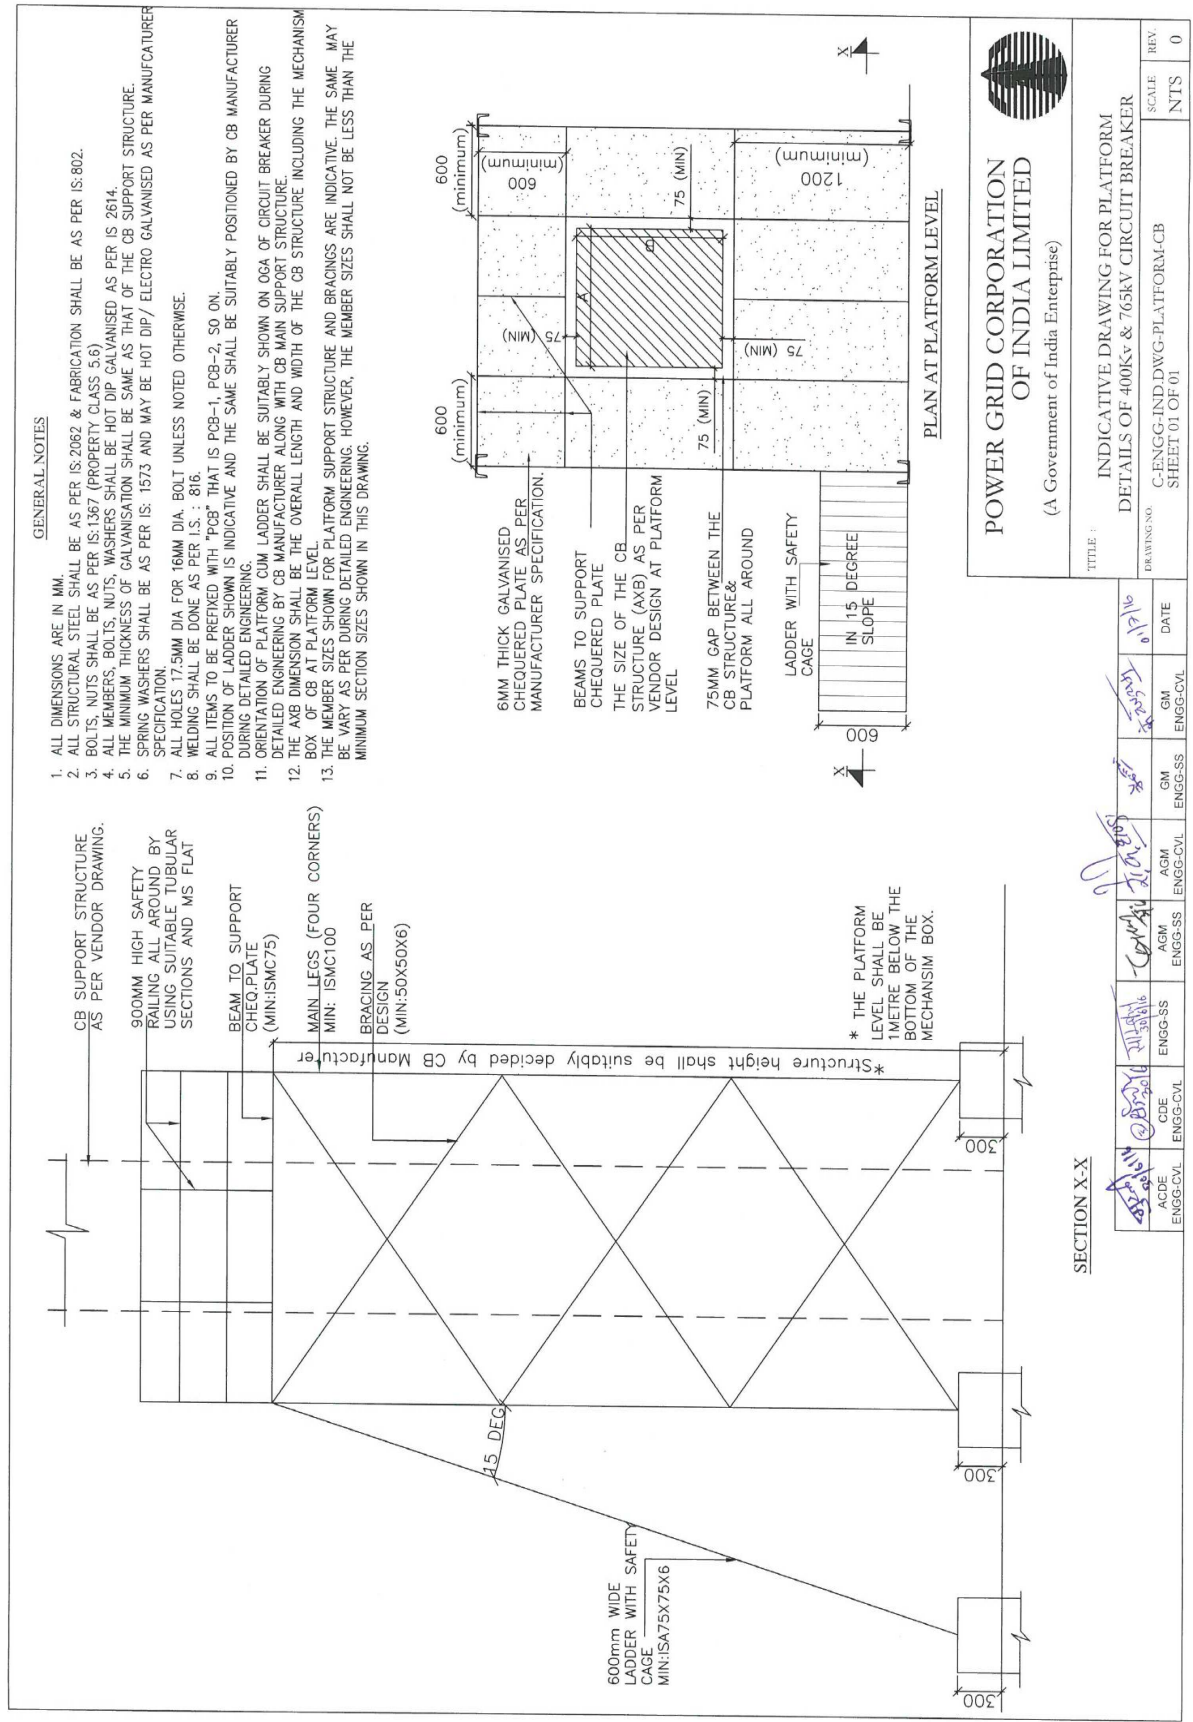 GENERAL NOTES
1. ALL DIMENSIONS ARE IN MM.
2. ALL STRUCTURAL STEEL SHALL BE AS PER IS:2062 & FABRICATION SHALL BE AS PER IS:802.
3. BOLTS, NUTS SHALL BE AS PER IS:1367 (PROPERTY CLASS 5.6)
4. ALL MEMBERS, BOLTS, NUTS, WASHERS SHALL BE HOT DIP GALVANISED AS PER IS 2614.
5. THE MINIMUM THICKNESS OF GALVANISATION SHALL BE SAME AS THAT OF THE CB SUPPORT STRUCTURE.
6. SPRING WASHERS SHALL BE AS PER IS: 1573 AND MAY BE HOT DIP/ ELECTRO GALVANISED AS PER MANUFCATURER
SPECIFICATION.
7. ALL HOLES 17.5MM DIA FOR 16MM DIA. BOLT UNLESS NOTED OTHERWISE.
8. WELDING SHALL BE DONE AS PER I.S. : 816.
9. ALL ITEMS TO BE PREFIXED WITH "PCB" THAT IS PCB-1, PCB-2, SO ON.
10. POSITION OF LADDER SHOWN IS INDICATIVE AND THE SAME SHALL BE SUITABLY POSITIONED BY CB MANUFACTURER
DURING DETAILED ENGINEERING.
11. ORIENTATION OF PLATFORM CUM LADDER SHALL BE SUITABLY SHOWN ON OGA OF CIRCUIT BREAKER DURING
DETAILED ENGINEERING BY CB MANUFACTURER ALONG WITH CB MAIN SUPPORT STRUCTURE.
12. THE AXB DIMENSION SHALL BE THE OVERALL LENGTH AND WIDTH OF THE CB STRUCTURE INCLUDING THE MECHANISM
BOX OF CB AT PLATFORM LEVEL.
13. THE MEMBER SIZES SHOWN FOR PLATFORM SUPPORT STRUCTURE AND BRACINGS ARE INDICATIVE. THE SAME MAY
BE VARY AS PER DURING DETAILED ENGINEERING. HOWEVER, THE MEMBER SIZES SHALL NOT BE LESS THAN THE
MINIMUM SECTION SIZES SHOWN IN THIS DRAWING.
CB SUPPORT STRUCTURE
AS PER VENDOR DRAWING.
900MM HIGH SAFETY
RAILING ALL AROUND BY
USING SUITABLE TUBULAR
SECTIONS AND MS FLAT
BEAM TO SUPPORT
CHEQ.PLATE
(MIN:ISMC75)
MAIN LEGS (FOUR CORNERS)
MIN: ISMC100
BRACING AS PER
DESIGN
(MIN:50X50X6)
*Structure height shall be suitably decided by CB Manufacturer
* THE PLATFORM
LEVEL SHALL BE
1METRE BELOW THE
BOTTOM OF THE
MECHANSIM BOX.
15 DEG
600mm WIDE
LADDER WITH SAFETY
CAGE
MIN:ISA75X75X6
300
300
300
SECTION X-X
600
(minimum)
600
(minimum)
600
(minimum)
1200
(minimum)
75 (MIN)
75 (MIN)
75 (MIN)
75 (MIN)
A
B
X
X
600
6MM THICK GALVANISED
CHEQUERED PLATE AS PER
MANUFACTURER SPECIFICATION.
BEAMS TO SUPPORT
CHEQUERED PLATE
THE SIZE OF THE CB
STRUCTURE (AXB) AS PER
VENDOR DESIGN AT PLATFORM
LEVEL
75MM GAP BETWEEN THE
CB STRUCTURE&
PLATFORM ALL AROUND
LADDER WITH SAFETY
CAGE
IN 15 DEGREE
SLOPE
PLAN AT PLATFORM LEVEL
POWER GRID CORPORATION
OF INDIA LIMITED
(A Government of India Enterprise)
TITLE :
INDICATIVE DRAWING FOR PLATFORM
DETAILS OF 400Kv & 765kV CIRCUIT BREAKER
DRAWING NO.
C-ENGG-IND.DWG-PLATFORM-CB
SHEET 01 OF 01
SCALE
NTS
REV.
0
30/6/16
30/6/16
01/7/16
ACDE
ENGG-CVL
CDE
ENGG-CVL
ENGG-SS
AGM
ENGG-SS
AGM
ENGG-CVL
GM
ENGG-SS
GM
ENGG-CVL
DATE